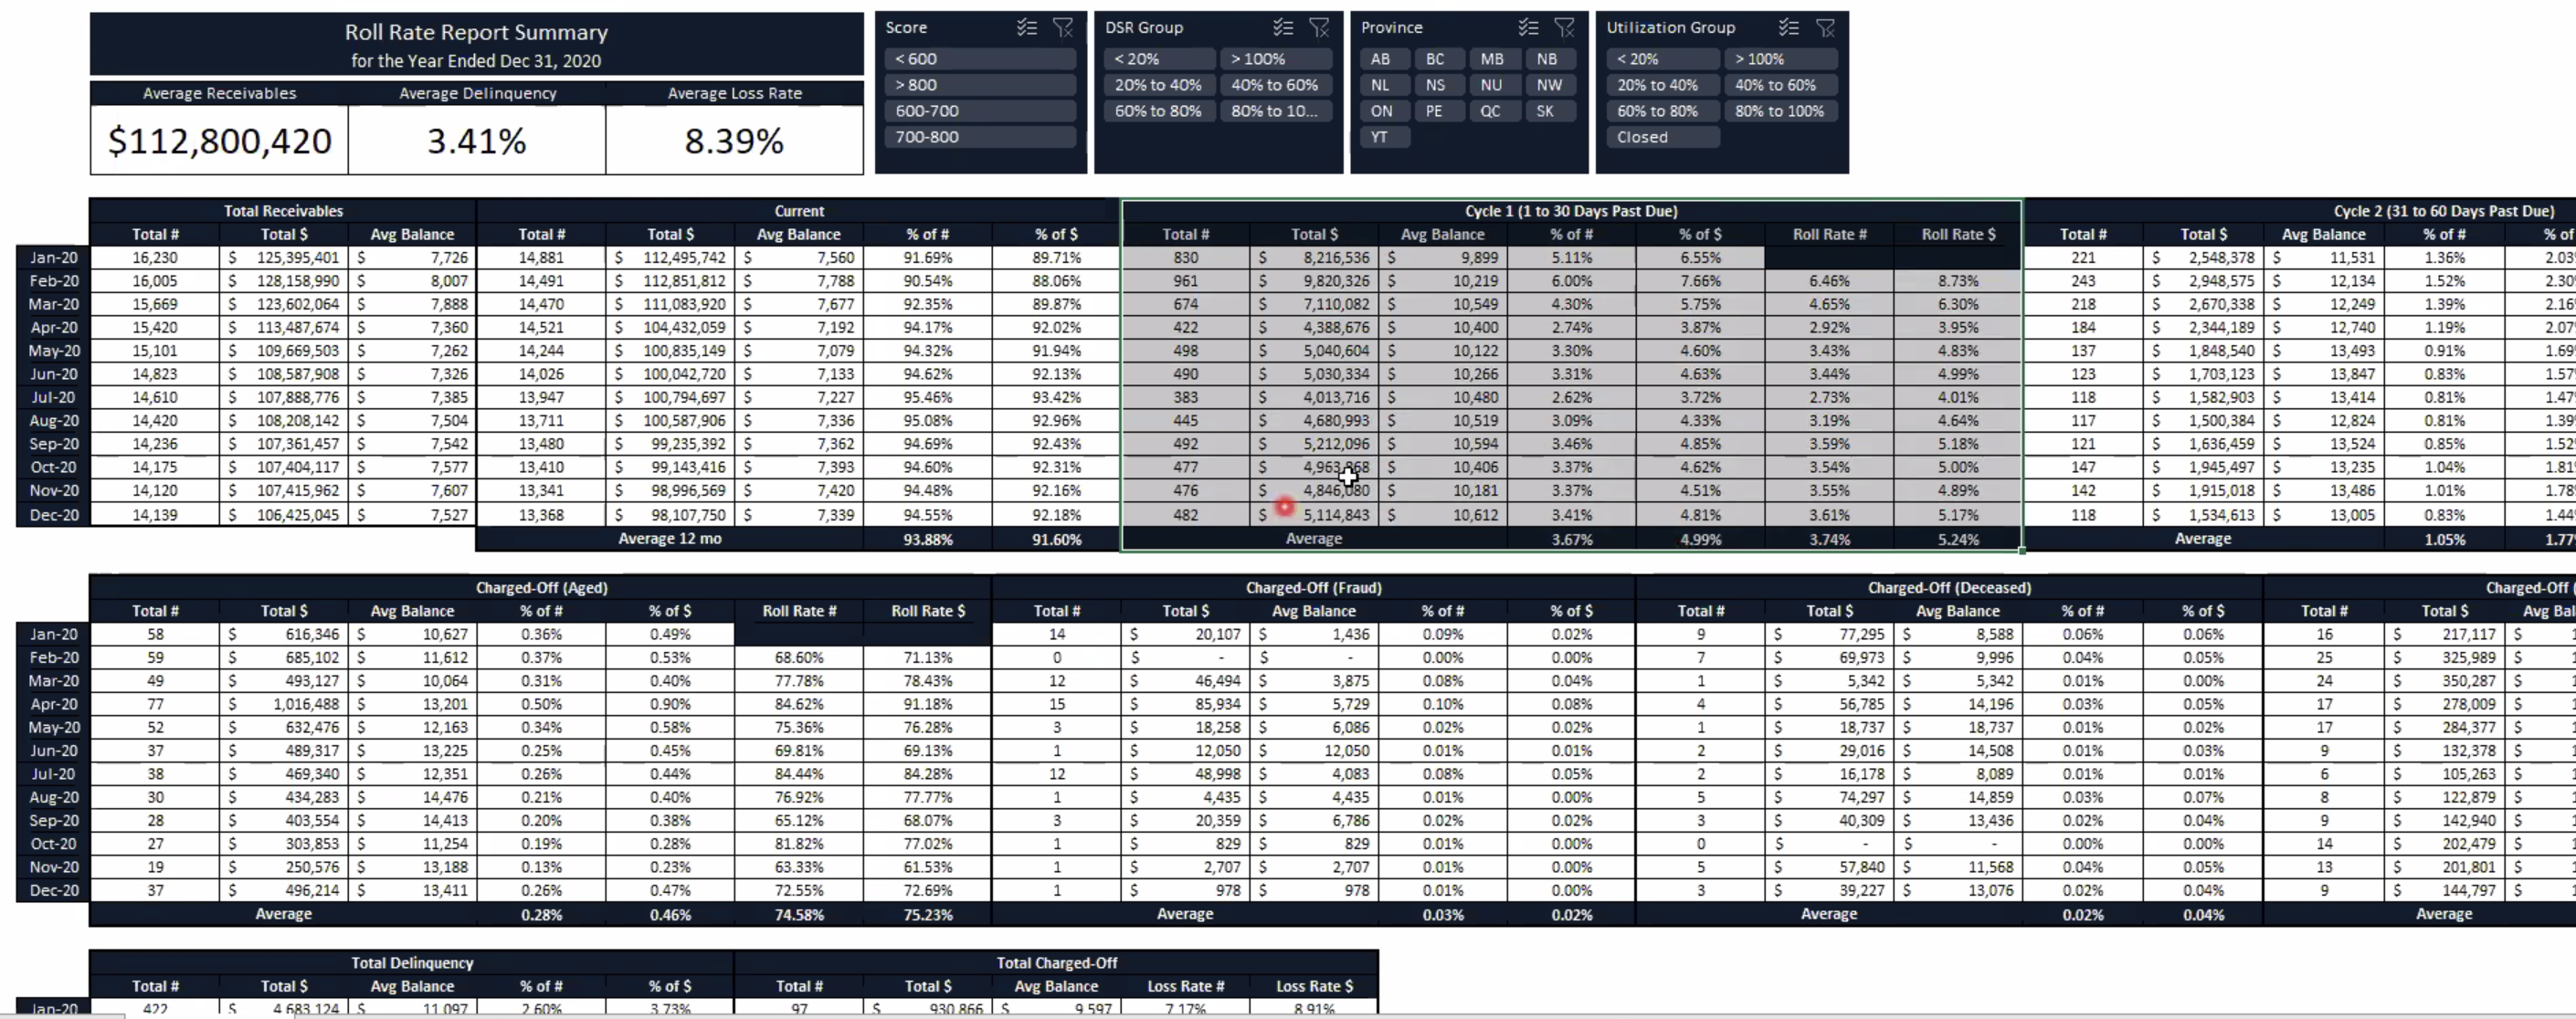 Roll Rate Report Summary
for the Year Ended Dec 31, 2020
Average Receivables Average Delinquency Average Loss Rate
$112,800,420 3.41% 8.39%
Score
< 600
> 800
600-700
700-800
DSR Group
< 20% > 100%
20% to 40% 40% to 60%
60% to 80% 80% to 10...
Province
AB BC MB NB
NL NS NU NW
ON PE QC SK
YT
Utilization Group
< 20% > 100%
20% to 40% 40% to 60%
60% to 80% 80% to 100%
Closed
Total Receivables Current Cycle 1 (1 to 30 Days Past Due) Cycle 2 (31 to 60 Days Past Due)
Total # Total $ Avg Balance Total # Total $ Avg Balance % of # % of $ Total # Total $ Avg Balance % of # % of $ Roll Rate # Roll Rate $ Total # Total $ Avg Balance % of # % of
Jan-20 16,230 $ 125,395,401 $ 7,726 14,881 $ 112,495,742 $ 7,560 91.69% 89.71% 830 $ 8,216,536 $ 9,899 5.11% 6.55% 221 $ 2,548,378 $ 11,531 1.36% 2.03
Feb-20 16,005 $ 128,158,990 $ 8,007 14,491 $ 112,851,812 $ 7,788 90.54% 88.06% 961 $ 9,820,326 $ 10,219 6.00% 7.66% 6.46% 8.73% 243 $ 2,948,575 $ 12,134 1.52% 2.30
Mar-20 15,669 $ 123,602,064 $ 7,888 14,470 $ 111,083,920 $ 7,677 92.35% 89.87% 674 $ 7,110,082 $ 10,549 4.30% 5.75% 4.65% 6.30% 218 $ 2,670,338 $ 12,249 1.39% 2.16
Apr-20 15,420 $ 113,487,674 $ 7,360 14,521 $ 104,432,059 $ 7,192 94.17% 92.02% 422 $ 4,388,676 $ 10,400 2.74% 3.87% 2.92% 3.95% 184 $ 2,344,189 $ 12,740 1.19% 2.07
May-20 15,101 $ 109,669,503 $ 7,262 14,244 $ 100,835,149 $ 7,079 94.32% 91.94% 498 $ 5,040,604 $ 10,122 3.30% 4.60% 3.43% 4.83% 137 $ 1,848,540 $ 13,493 0.91% 1.69
Jun-20 14,823 $ 108,587,908 $ 7,326 14,026 $ 100,042,720 $ 7,133 94.62% 92.13% 490 $ 5,030,334 $ 10,266 3.31% 4.63% 3.44% 4.99% 123 $ 1,703,123 $ 13,847 0.83% 1.57
Jul-20 14,610 $ 107,888,776 $ 7,385 13,947 $ 100,794,697 $ 7,227 95.46% 93.42% 383 $ 4,013,716 $ 10,480 2.62% 3.72% 2.73% 4.01% 118 $ 1,582,903 $ 13,414 0.81% 1.47
Aug-20 14,420 $ 108,208,142 $ 7,504 13,711 $ 100,587,906 $ 7,336 95.08% 92.96% 445 $ 4,680,993 $ 10,519 3.09% 4.33% 3.19% 4.64% 117 $ 1,500,384 $ 12,824 0.81% 1.39
Sep-20 14,236 $ 107,361,457 $ 7,542 13,480 $ 99,235,392 $ 7,362 94.69% 92.43% 492 $ 5,212,096 $ 10,594 3.46% 4.85% 3.59% 5.18% 121 $ 1,636,459 $ 13,524 0.85% 1.52
Oct-20 14,175 $ 107,404,117 $ 7,577 13,410 $ 99,143,416 $ 7,393 94.60% 92.31% 477 $ 10,406 3.37% 4.62% 3.54% 5.00% 147 $ 1,945,497 $ 13,235 1.04% 1.81
Nov-20 14,120 $ 107,415,962 $ 7,607 13,341 $ 98,996,569 $ 7,420 94.48% 92.16% 476 $ 4,846,080 $ 10,181 3.37% 4.51% 3.55% 4.89% 142 $ 1,915,018 $ 13,486 1.01% 1.78
Dec-20 14,139 $ 106,425,045 $ 7,527 13,368 $ 98,107,750 $ 7,339 94.55% 92.18% 482 $ 5,114,843 $ 10,612 3.41% 4.81% 3.61% 5.17% 118 $ 1,534,613 $ 13,005 0.83% 1.44
Average 12 mo 93.88% 91.60% Average 3.67% 4.99% 3.74% 5.24% Average 1.05% 1.77
Charged-Off (Aged) Charged-Off (Fraud) Charged-Off (Deceased) Charged-Off (
Total # Total $ Avg Balance % of # % of $ Roll Rate # Roll Rate $ Total # Total $ Avg Balance % of # % of $ Total # Total $ Avg Balance % of # % of $ Total # Total $ Avg Bal
Jan-20 58 $ 616,346 $ 10,627 0.36% 0.49% 14 $ 20,107 $ 1,436 0.09% 0.02% 9 $ 77,295 $ 8,588 0.06% 0.06% 16 $ 217,117 $ 1
Feb-20 59 $ 685,102 $ 11,612 0.37% 0.53% 68.60% 71.13% 0 $ - $ - 0.00% 0.00% 7 $ 69,973 $ 9,996 0.04% 0.05% 25 $ 325,989 $ 1
Mar-20 49 $ 493,127 $ 10,064 0.31% 0.40% 77.78% 78.43% 12 $ 46,494 $ 3,875 0.08% 0.04% 1 $ 5,342 $ 5,342 0.01% 0.00% 24 $ 350,287 $ 1
Apr-20 77 $ 1,016,488 $ 13,201 0.50% 0.90% 84.62% 91.18% 15 $ 85,934 $ 5,729 0.10% 0.08% 4 $ 56,785 $ 14,196 0.03% 0.05% 17 $ 278,009 $ 1
May-20 52 $ 632,476 $ 12,163 0.34% 0.58% 75.36% 76.28% 3 $ 18,258 $ 6,086 0.02% 0.02% 1 $ 18,737 $ 18,737 0.01% 0.02% 17 $ 284,377 $ 1
Jun-20 37 $ 489,317 $ 13,225 0.25% 0.45% 69.81% 69.13% 1 $ 12,050 $ 12,050 0.01% 0.01% 2 $ 29,016 $ 14,508 0.01% 0.03% 9 $ 132,378 $ 1
Jul-20 38 $ 469,340 $ 12,351 0.26% 0.44% 84.44% 84.28% 12 $ 48,998 $ 4,083 0.08% 0.05% 2 $ 16,178 $ 8,089 0.01% 0.01% 6 $ 105,263 $ 1
Aug-20 30 $ 434,283 $ 14,476 0.21% 0.40% 76.92% 77.77% 1 $ 4,435 $ 4,435 0.01% 0.00% 5 $ 74,297 $ 14,859 0.03% 0.07% 8 $ 122,879 $ 1
Sep-20 28 $ 403,554 $ 14,413 0.20% 0.38% 65.12% 68.07% 3 $ 20,359 $ 6,786 0.02% 0.02% 3 $ 40,309 $ 13,436 0.02% 0.04% 9 $ 142,940 $ 1
Oct-20 27 $ 303,853 $ 11,254 0.19% 0.28% 81.82% 77.02% 1 $ 829 $ 829 0.01% 0.00% 0 $ - $ - 0.00% 0.00% 14 $ 202,479 $ 1
Nov-20 19 $ 250,576 $ 13,188 0.13% 0.23% 63.33% 61.53% 1 $ 2,707 $ 2,707 0.01% 0.00% 5 $ 57,840 $ 11,568 0.04% 0.05% 13 $ 201,801 $ 1
Dec-20 37 $ 496,214 $ 13,411 0.26% 0.47% 72.55% 72.69% 1 $ 978 $ 978 0.01% 0.00% 3 $ 39,227 $ 13,076 0.02% 0.04% 9 $ 144,797 $ 1
Average 0.28% 0.46% 74.58% 75.23% Average 0.03% 0.02% Average 0.02% 0.04% Average
Total Delinquency Total Charged-Off
Total # Total $ Avg Balance % of # % of $ Total # Total $ Avg Balance Loss Rate # Loss Rate $
Jan-20 422 $ 4,683,124 $ 11,097 2.60% 3.73% 97 $ 930,866 $ 9,597 7.17% 8.91%